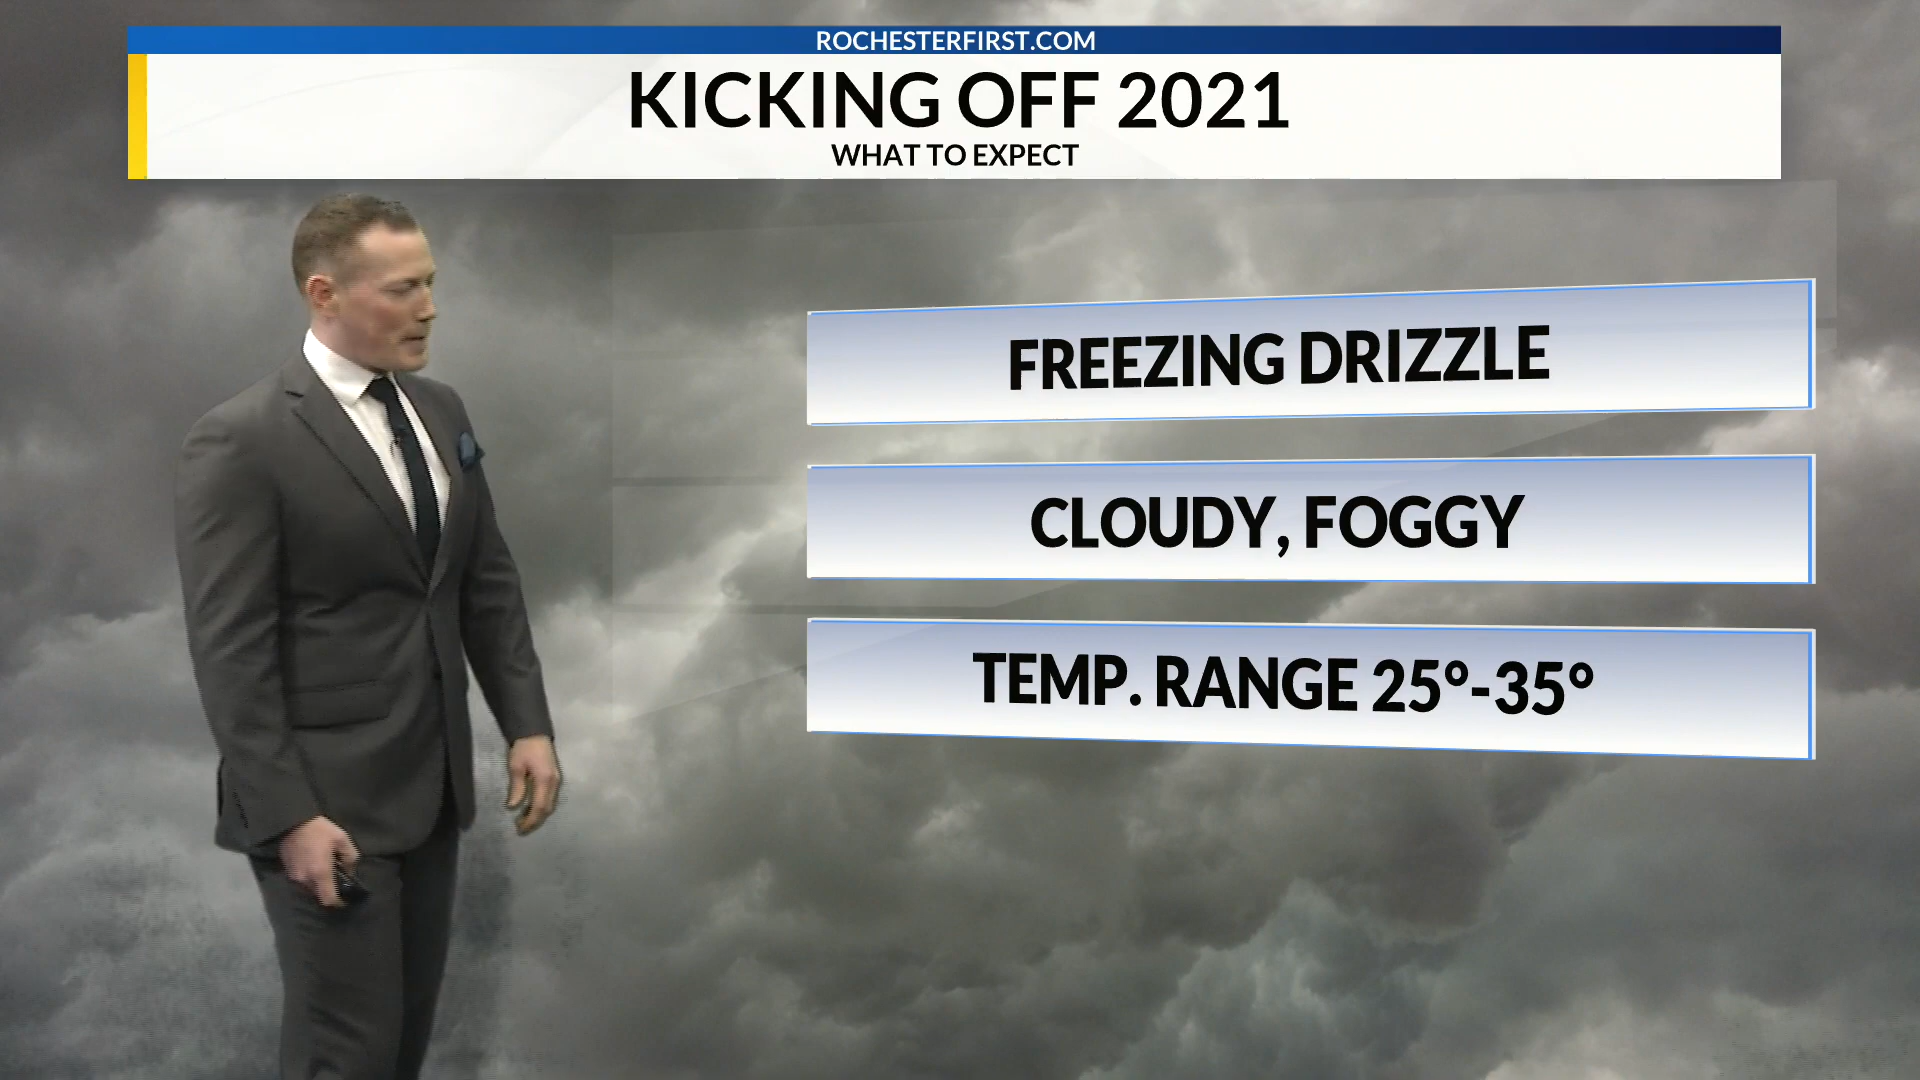 ROCHESTERFIRST.COM
KICKING OFF 2021
WHAT TO EXPECT
FREEZING DRIZZLE
CLOUDY, FOGGY
TEMP. RANGE 25°-35°